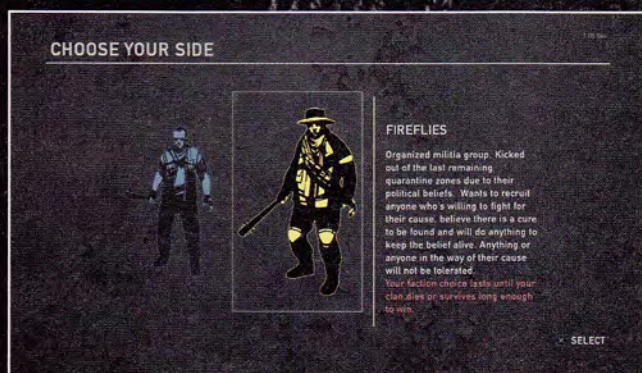 CHOOSE YOUR SIDE
FIREFLIES
Organized militia group. Kicked
out of the last remaining
quarantine zones due to their
political beliefs. Wants to recruit
anyone who's willing to fight for
their cause, believe there is a cure
to be found and will do anything to
keep the belief alive. Anything or
anyone in the way of their cause
will not be tolerated.
Your faction choice lasts until your
clan dies or survives long enough
to win.
× SELECT